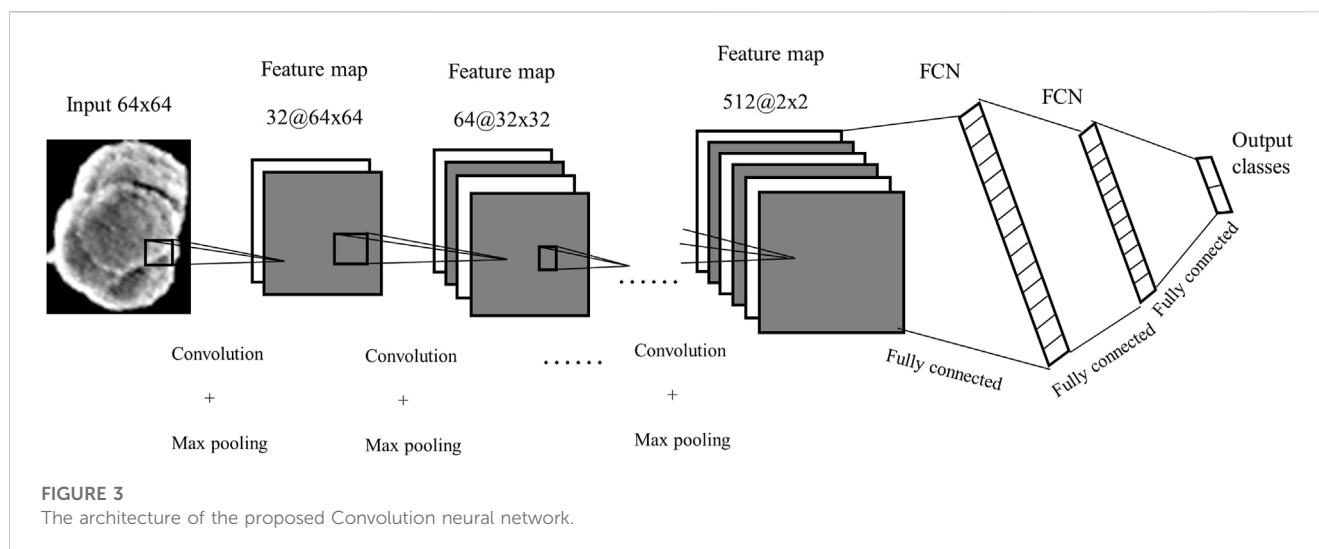 Input 64x64
Feature map
32@64x64
Feature map
64@32x32
Feature map
512@2x2
FCN
FCN
Output
classes
......
Convolution
+
Max pooling
Convolution
+
Max pooling
......
Convolution
+
Max pooling
Fully connected
Fully connected
Fully connected
FIGURE 3
The architecture of the proposed Convolution neural network.